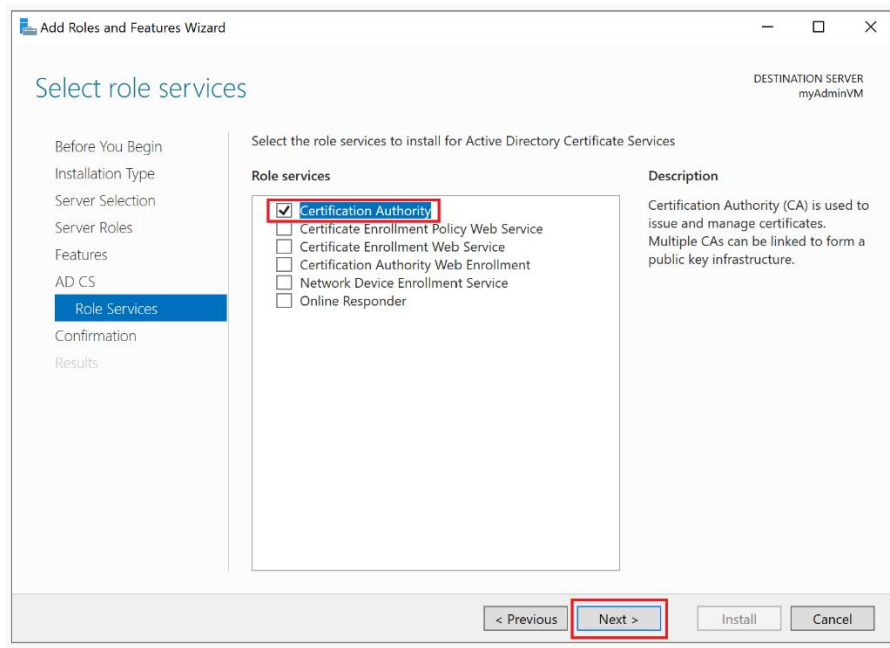 Add Roles and Features Wizard
Select role services
DESTINATION SERVER
myAdminVM
Before You Begin
Installation Type
Server Selection
Server Roles
Features
AD CS
Role Services
Confirmation
Results
Select the role services to install for Active Directory Certificate Services
Role services
Certification Authority
Certificate Enrollment Policy Web Service
Certificate Enrollment Web Service
Certification Authority Web Enrollment
Network Device Enrollment Service
Online Responder
Description
Certification Authority (CA) is used to
issue and manage certificates.
Multiple CAs can be linked to form a
public key infrastructure.
< Previous
Next >
Install
Cancel